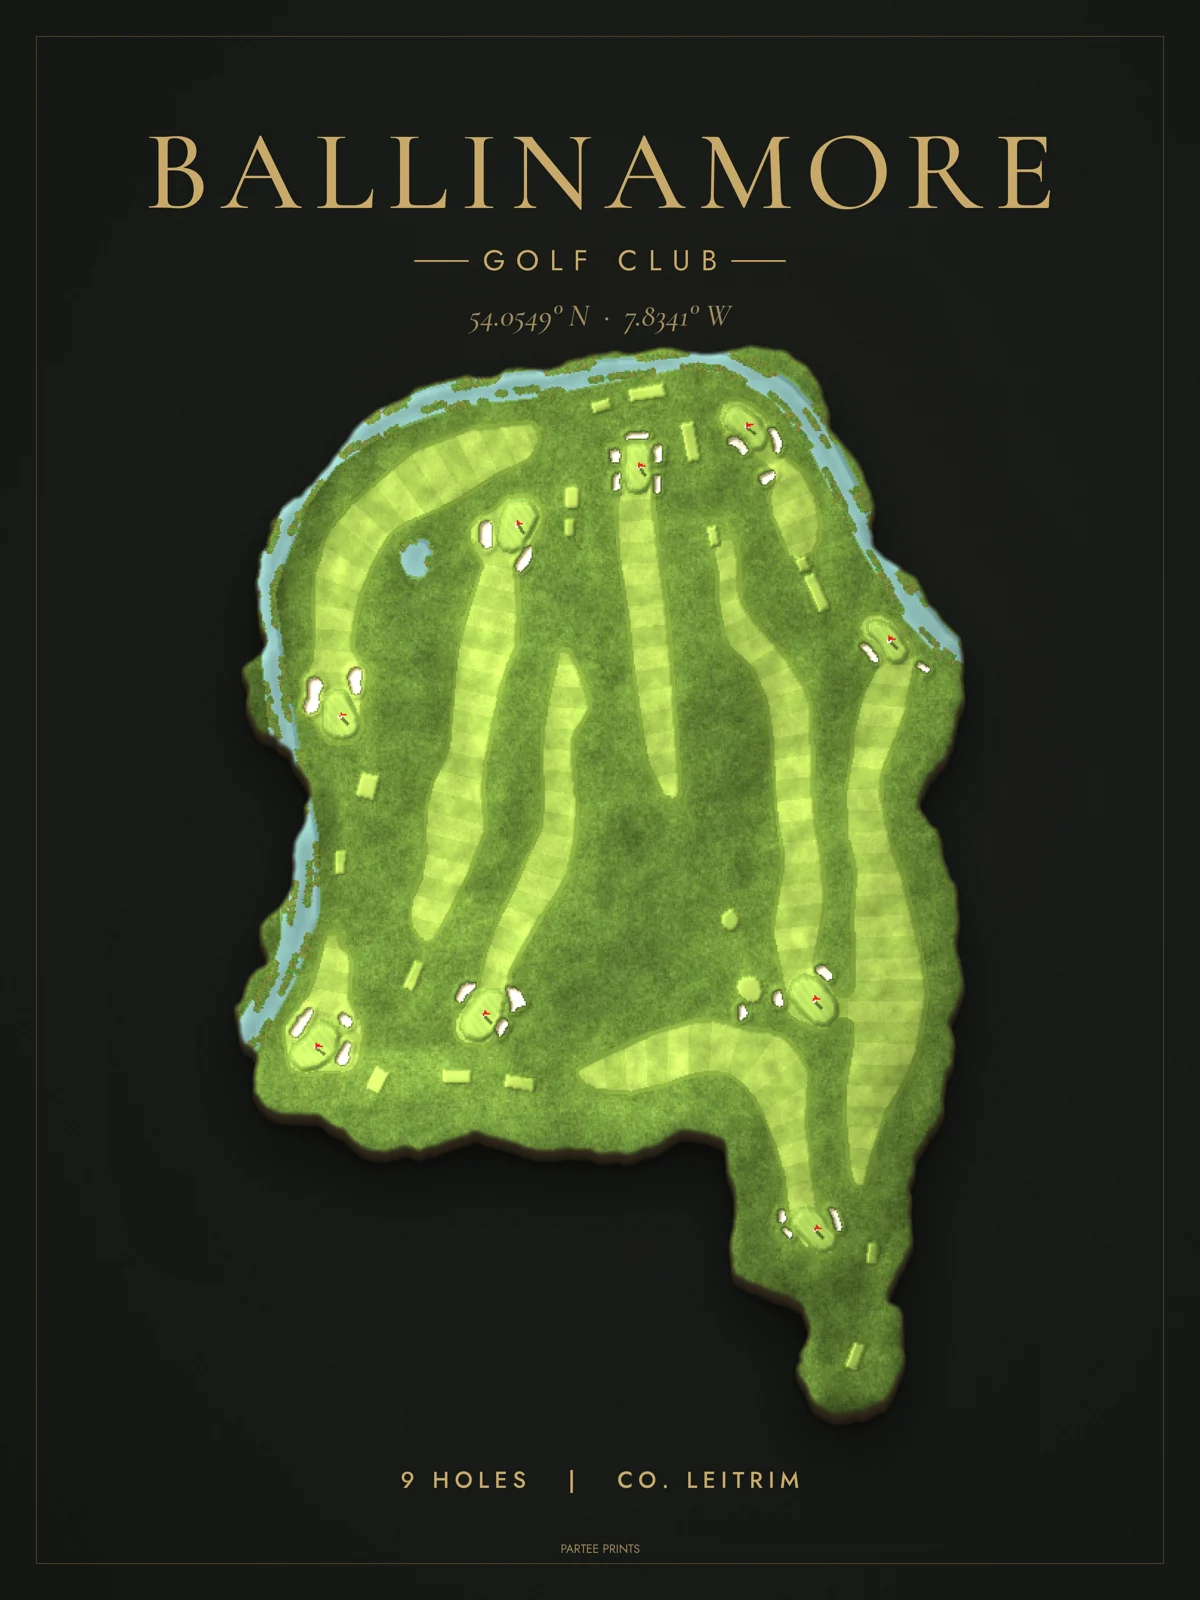 BALLINAMORE
GOLF CLUB
54.0549° N · 7.8341° W
9 HOLES | CO. LEITRIM
PARTEE PRINTS